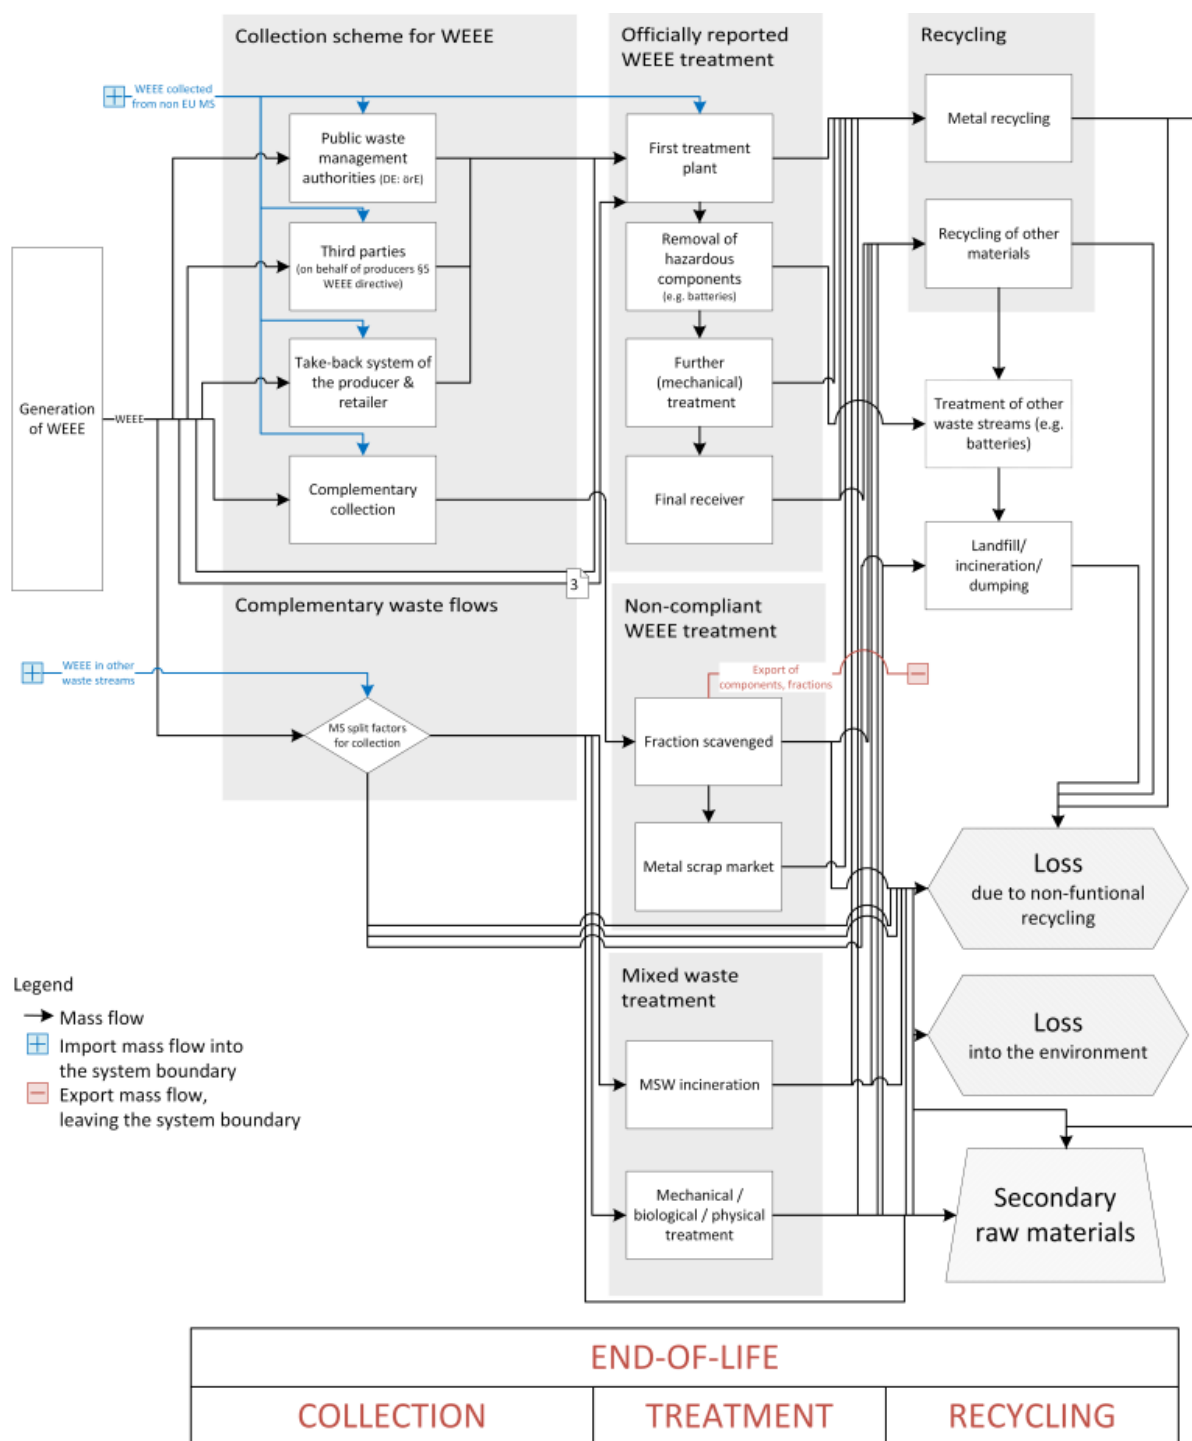 Collection scheme for WEEE
Officially reported
WEEE treatment
Recycling
WEEE collected
from non EU MS
Public waste
management
authorities (DE: örE)
First treatment
plant
Metal recycling
Third parties
(on behalf of producers §5
WEEE directive)
Removal of
hazardous
components
(e.g. batteries)
Recycling of other
materials
Take-back system of
the producer &
retailer
Further
(mechanical)
treatment
Treatment of other
waste streams (e.g.
batteries)
Generation
of WEEE
WEEE
Complementary
collection
Final receiver
Landfill/
incineration/
dumping
3
Complementary waste flows
Non-compliant
WEEE treatment
WEEE in other
waste streams
Export of
components, fractions
MS split factors
for collection
Fraction scavenged
Metal scrap market
Loss
due to non-funtional
recycling
Mixed waste
treatment
Legend
Mass flow
Import mass flow into
the system boundary
Export mass flow,
leaving the system boundary
Loss
into the environment
MSW incineration
Mechanical /
biological / physical
treatment
Secondary
raw materials
END-OF-LIFE
COLLECTION
TREATMENT
RECYCLING